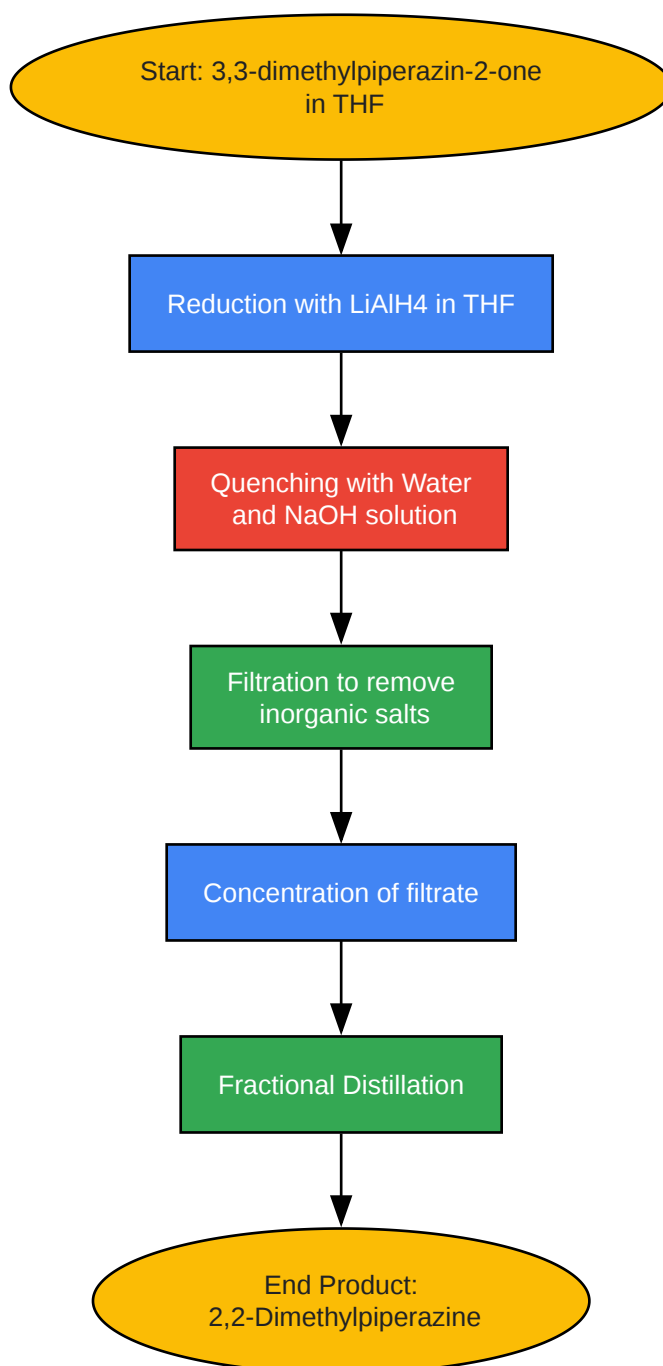 Start: 3,3-dimethylpiperazin-2-one
in THF
Reduction with LiAlH4 in THF
Quenching with Water
and NaOH solution
Filtration to remove
inorganic salts
Concentration of filtrate
Fractional Distillation
End Product:
2,2-Dimethylpiperazine